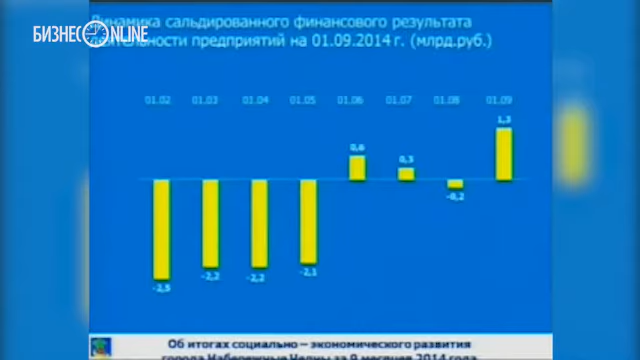 БИЗНЕС ONLINE
Динамика сальдированного финансового результата
деятельности предприятий на 01.09.2014 г. (млрд.руб.)
01.02 01.03 01.04 01.05 01.06 01.07 01.08 01.09
1,3
0,6
0,3
-0,2
-2,5 -2,2 -2,2 -2,1
Об итогах социально – экономического развития
города Набережные Челны за 9 месяцев 2014 года